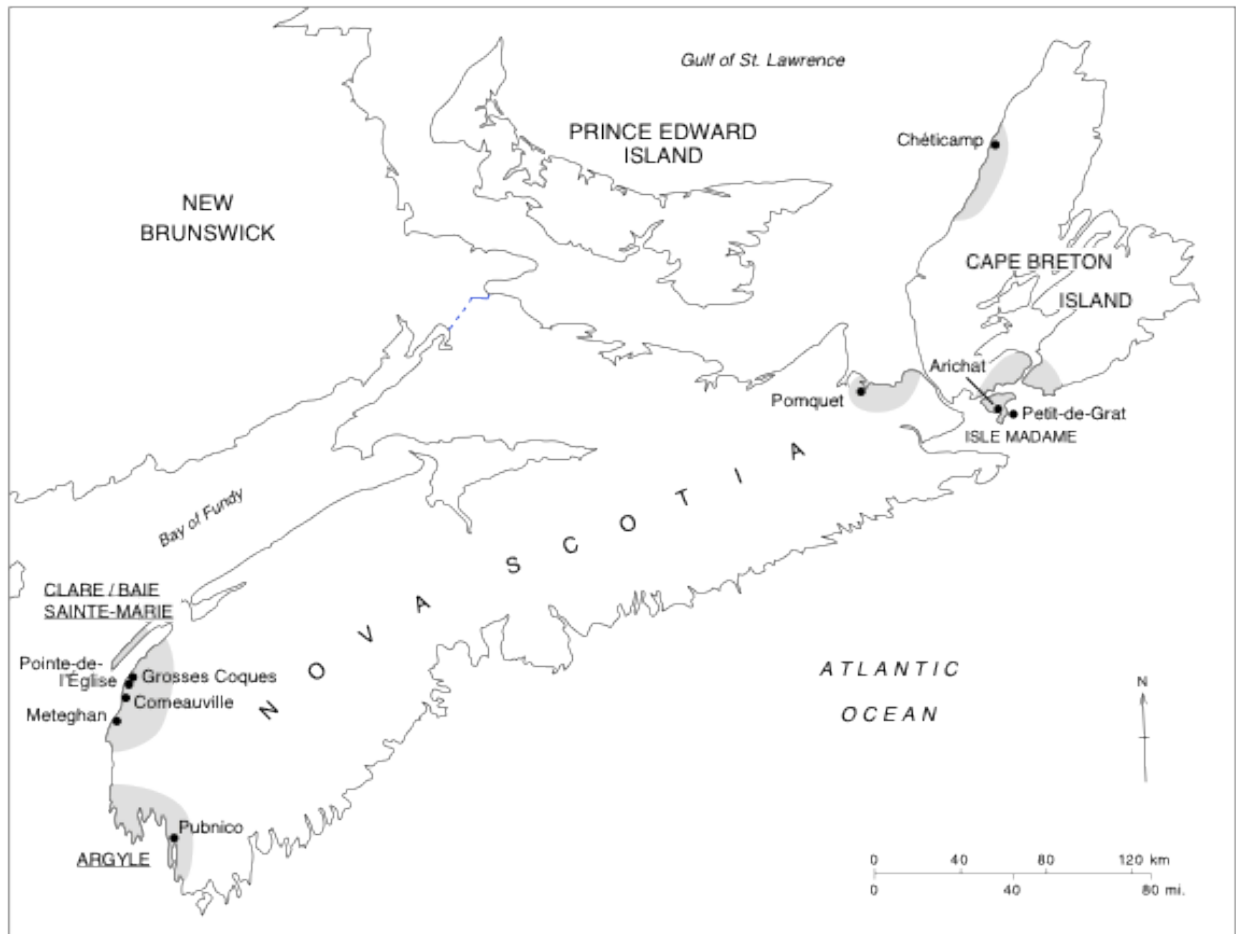 Gulf of St. Lawrence
PRINCE EDWARD
ISLAND
Chéticamp
NEW
BRUNSWICK
CAPE BRETON
ISLAND
Arichat
Pomquet
Petit-de-Grat
ISLE MADAME
NOVA SCOTIA
Bay of Fundy
CLARE / BAIE
SAINTE-MARIE
Pointe-de-
l'Église
Grosses Coques
Comeauville
Meteghan
ATLANTIC
OCEAN
N
Pubnico
ARGYLE
0 40 80 120 km
0 40 80 mi.